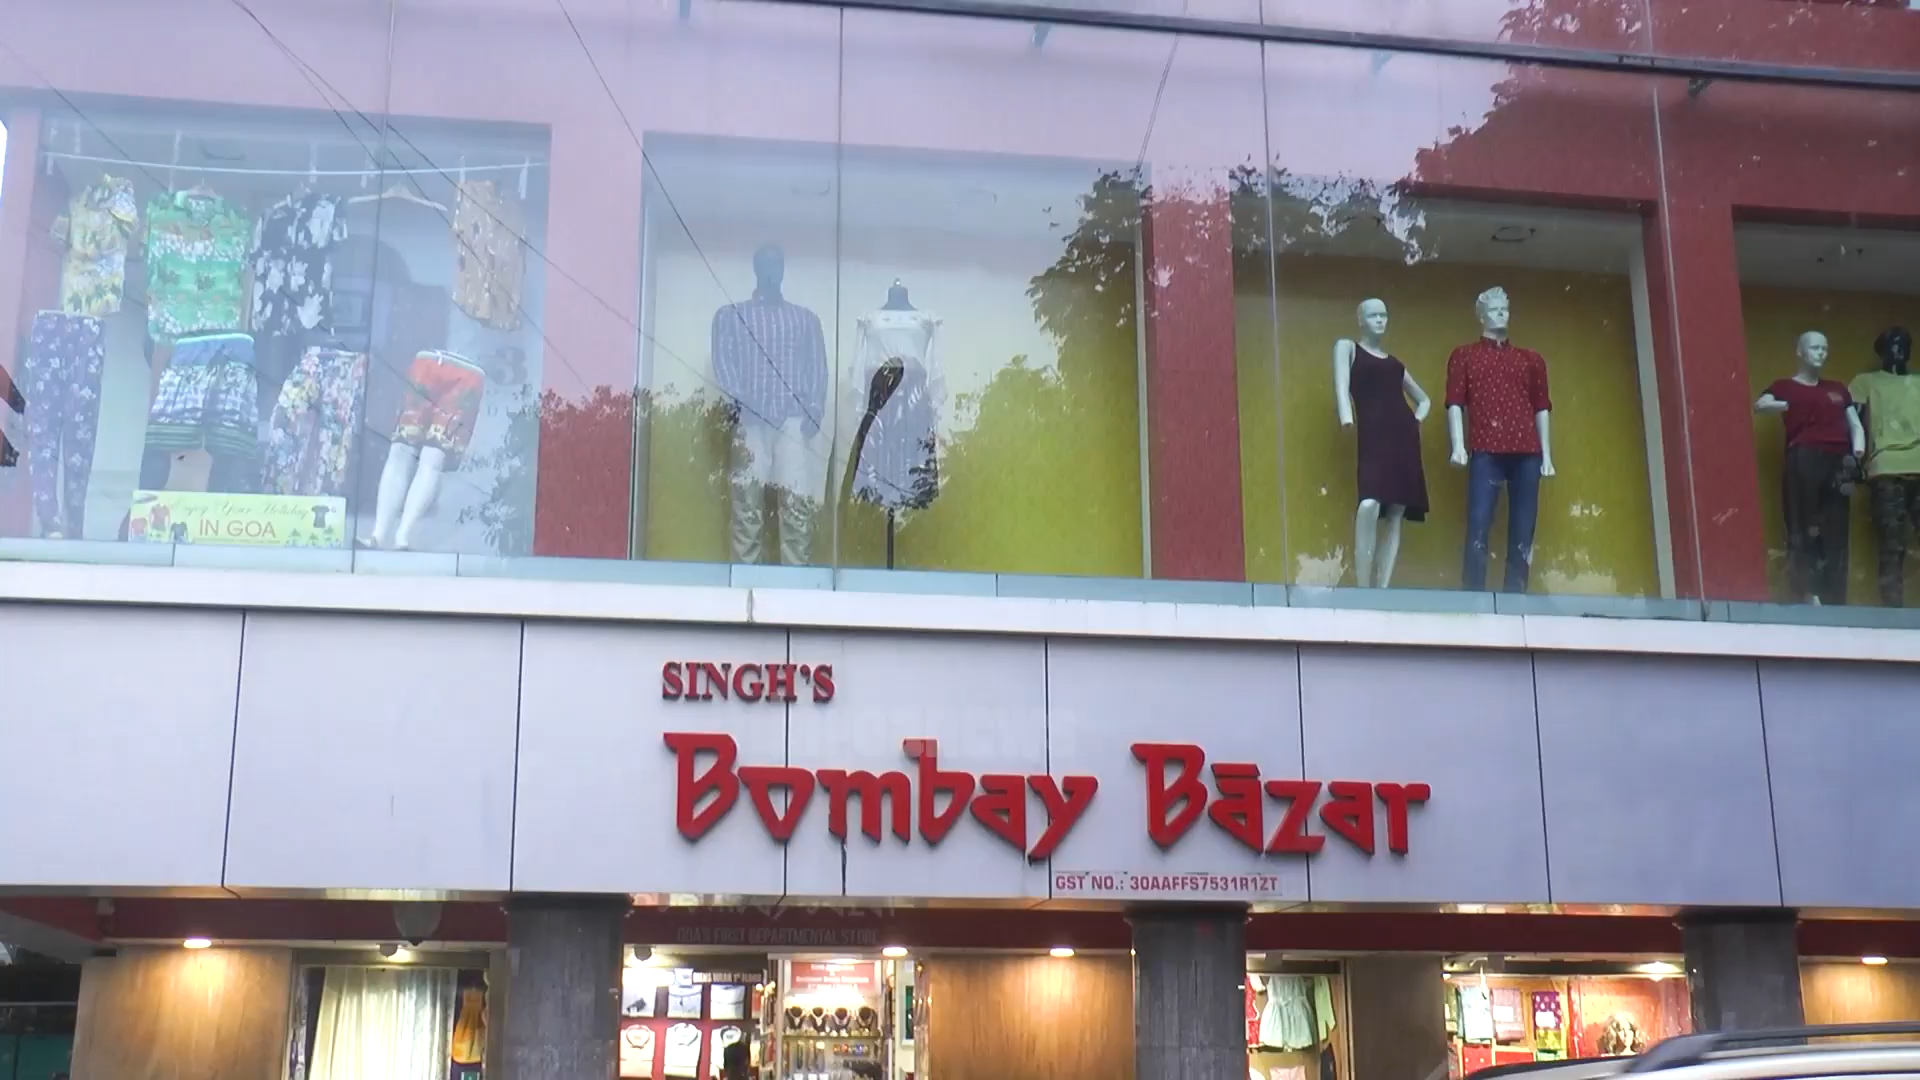 Enjoy Your Holiday
IN GOA
SINGH'S
Bombay Bāzar
GST NO.: 30AAFFS7531R1ZT
GOA'S FIRST DEPARTMENTAL STORE